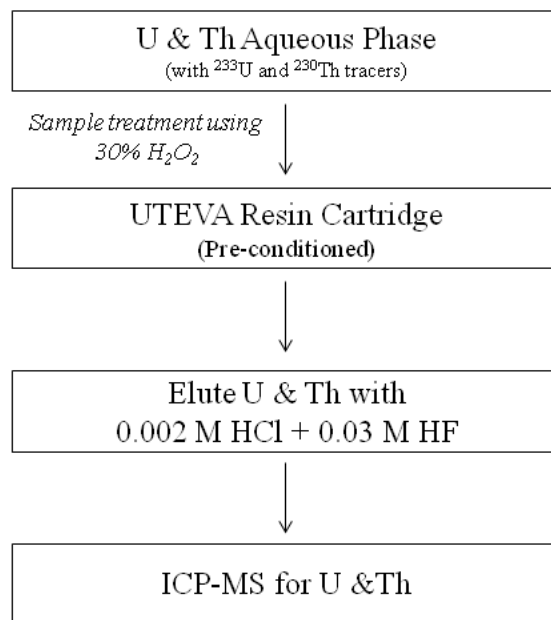 U & Th Aqueous Phase
(with ²³³U and ²³⁰Th tracers)
Sample treatment using
30% H₂O₂
UTEVA Resin Cartridge
(Pre-conditioned)
Elute U & Th with
0.002 M HCl + 0.03 M HF
ICP-MS for U &Th